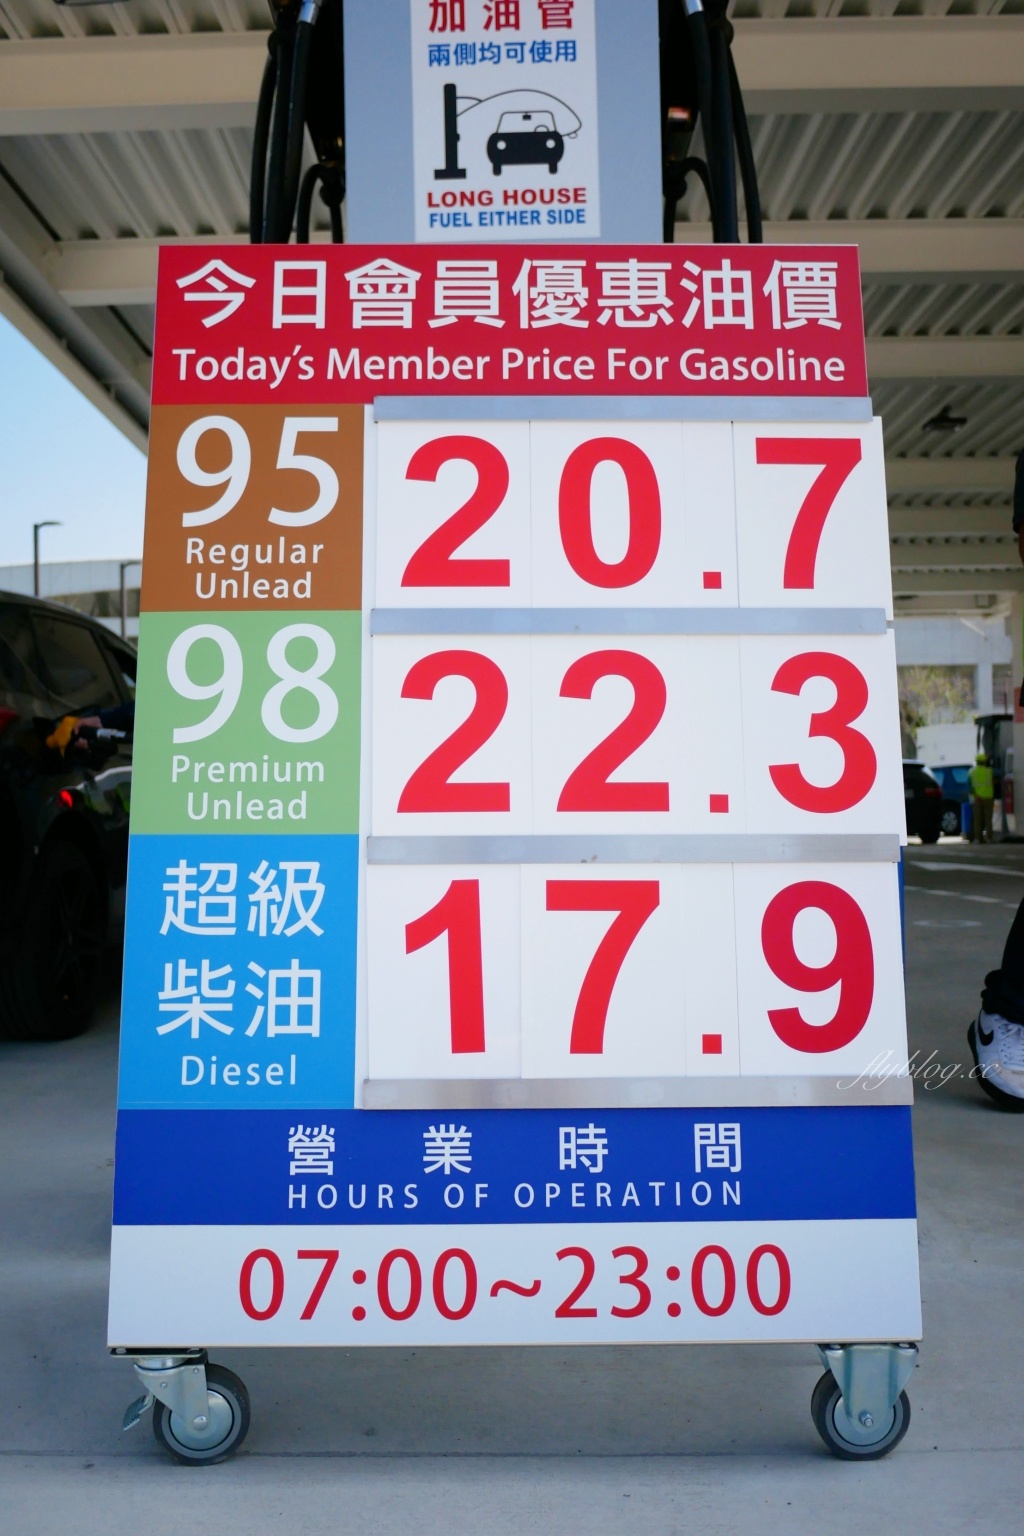 加油管
兩側均可使用
LONG HOUSE
FUEL EITHER SIDE
今日會員優惠油價
Today's Member Price For Gasoline
95
Regular
Unlead
20.7
98
Premium
Unlead
22.3
超級
柴油
Diesel
17.9
flyblog.cc
營業時間
HOURS OF OPERATION
07:00~23:00